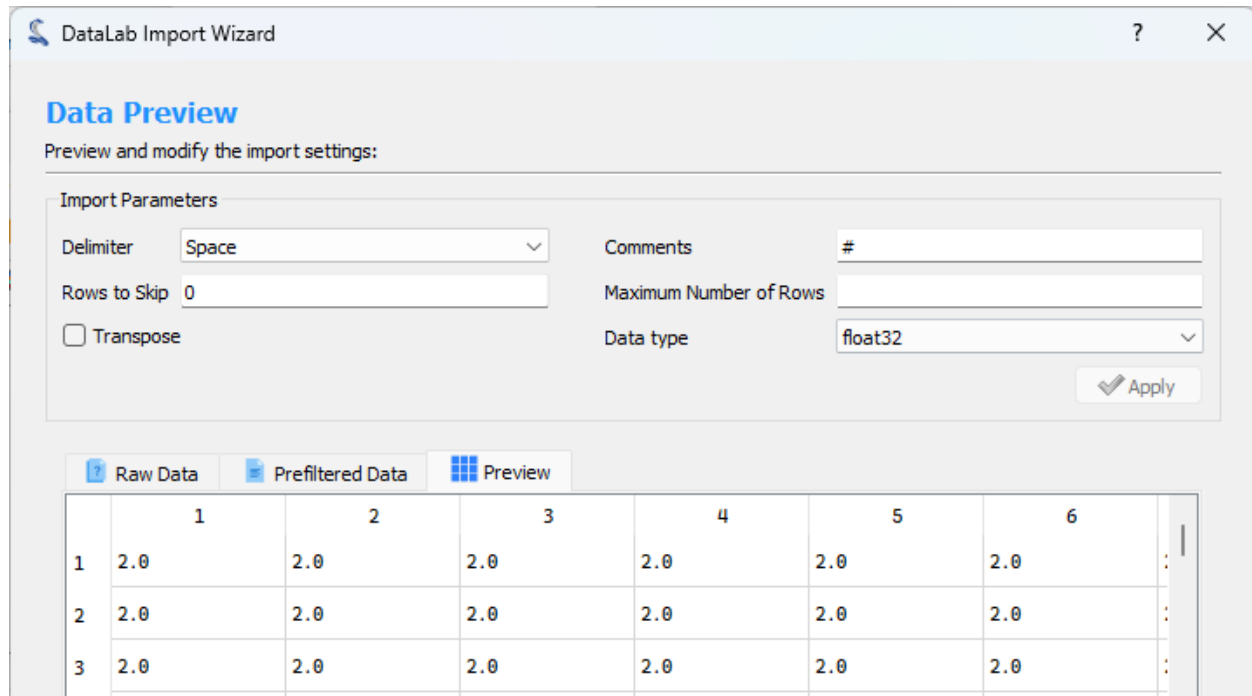 DataLab Import Wizard ? ×
Data Preview
Preview and modify the import settings:
Import Parameters
Delimiter Space Comments #
Rows to Skip 0 Maximum Number of Rows
Transpose Data type float32
Apply
Raw Data Prefiltered Data Preview
1 2 3 4 5 6
1 2.0 2.0 2.0 2.0 2.0 2.0
2 2.0 2.0 2.0 2.0 2.0 2.0
3 2.0 2.0 2.0 2.0 2.0 2.0